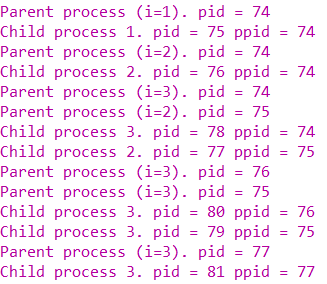 Parent process (i=1). pid = 74
Child process 1. pid = 75 ppid = 74
Parent process (i=2). pid = 74
Child process 2. pid = 76 ppid = 74
Parent process (i=3). pid = 74
Parent process (i=2). pid = 75
Child process 3. pid = 78 ppid = 74
Child process 2. pid = 77 ppid = 75
Parent process (i=3). pid = 76
Parent process (i=3). pid = 75
Child process 3. pid = 80 ppid = 76
Child process 3. pid = 79 ppid = 75
Parent process (i=3). pid = 77
Child process 3. pid = 81 ppid = 77